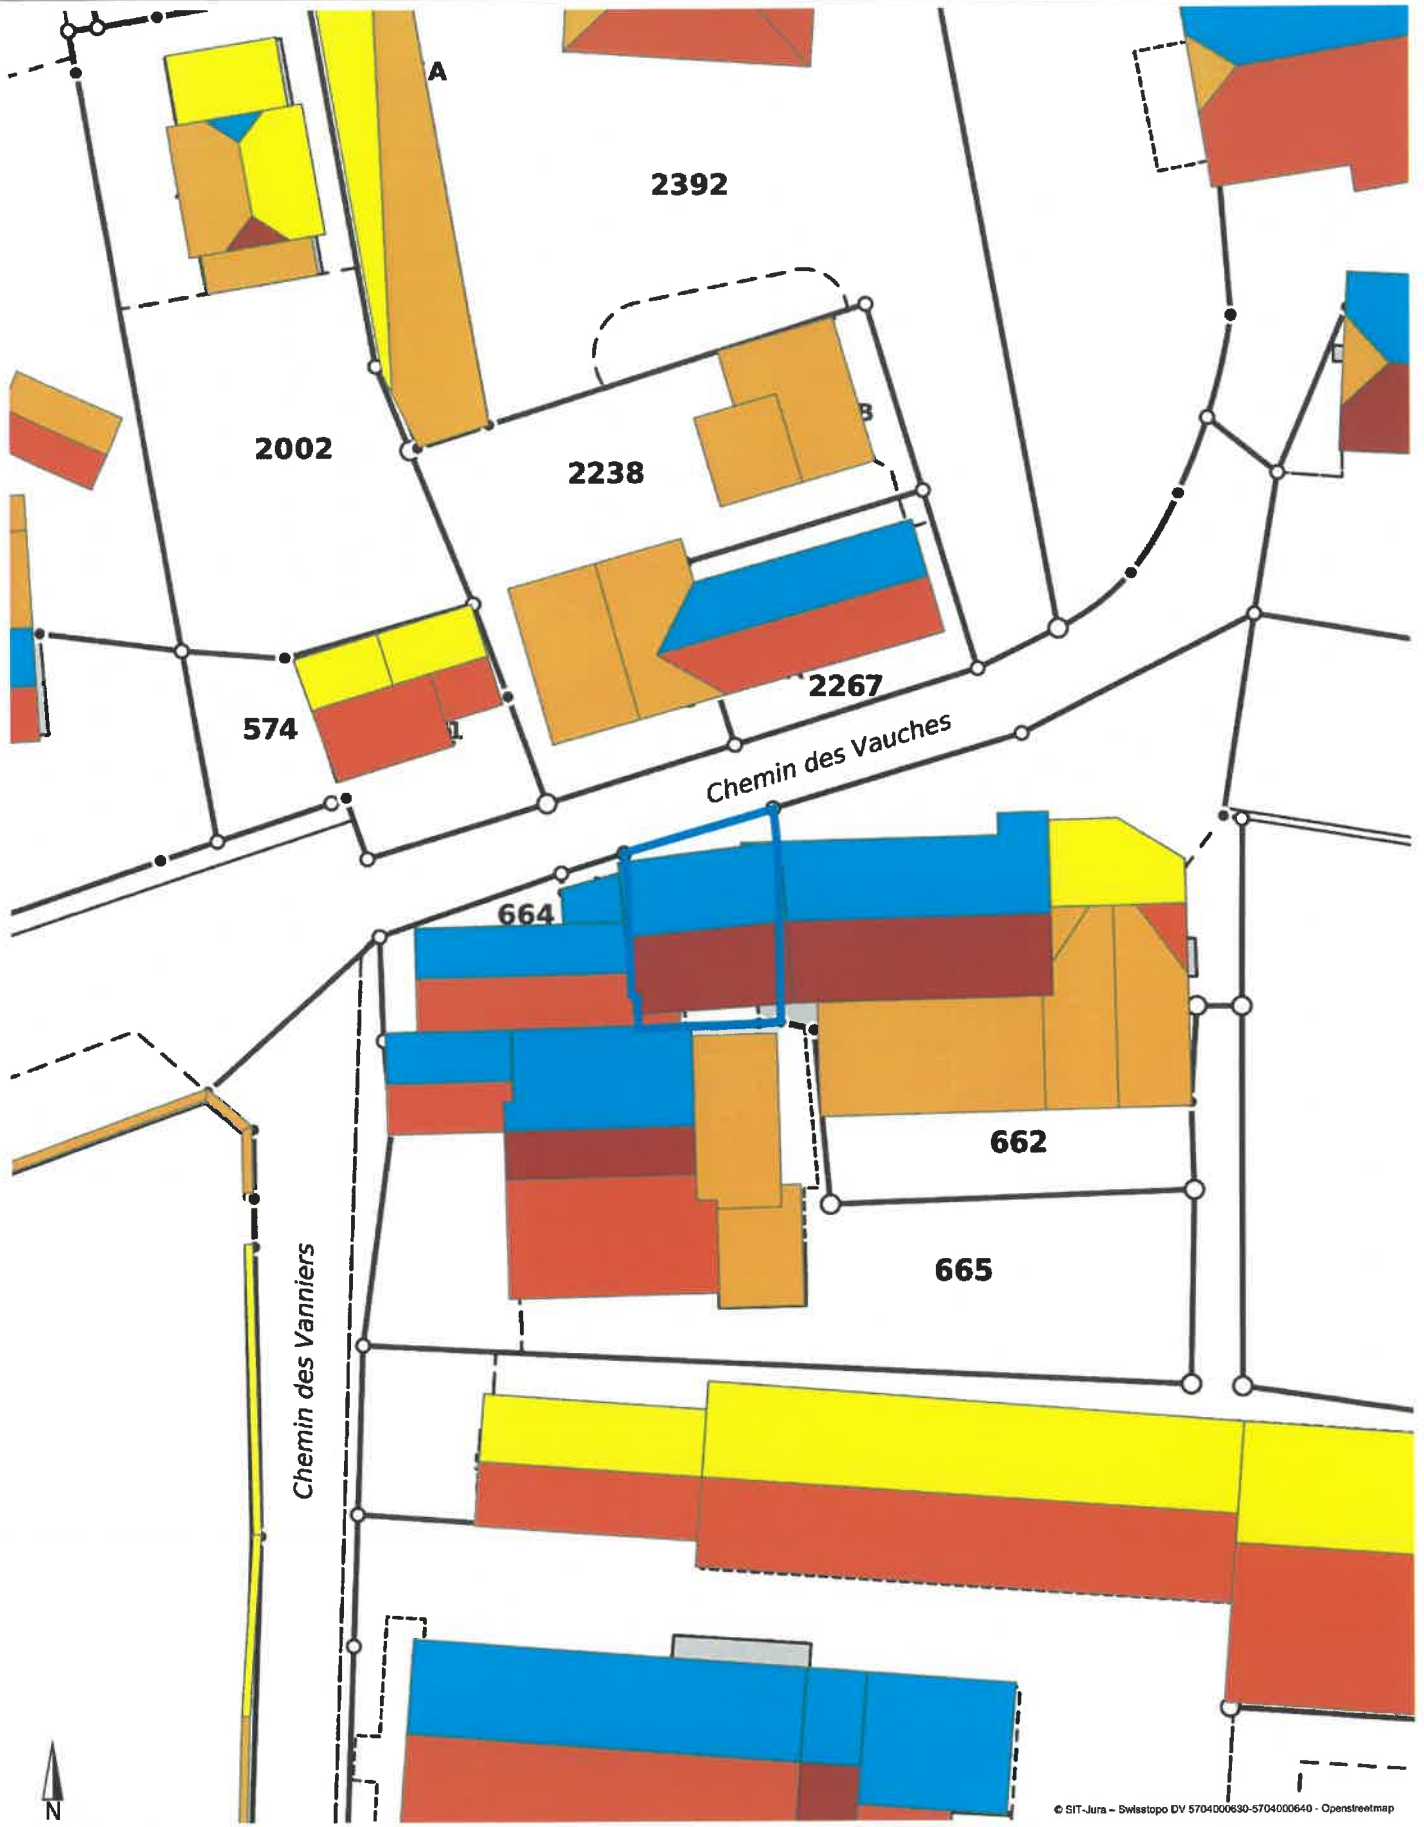 A
2392
2002
2238
B
574
1
2267
Chemin des Vauches
664
662
665
Chemin des Vanniers
N
© SIT-Jura – Swisstopo DV 5704000630-5704000640 - Openstreetmap